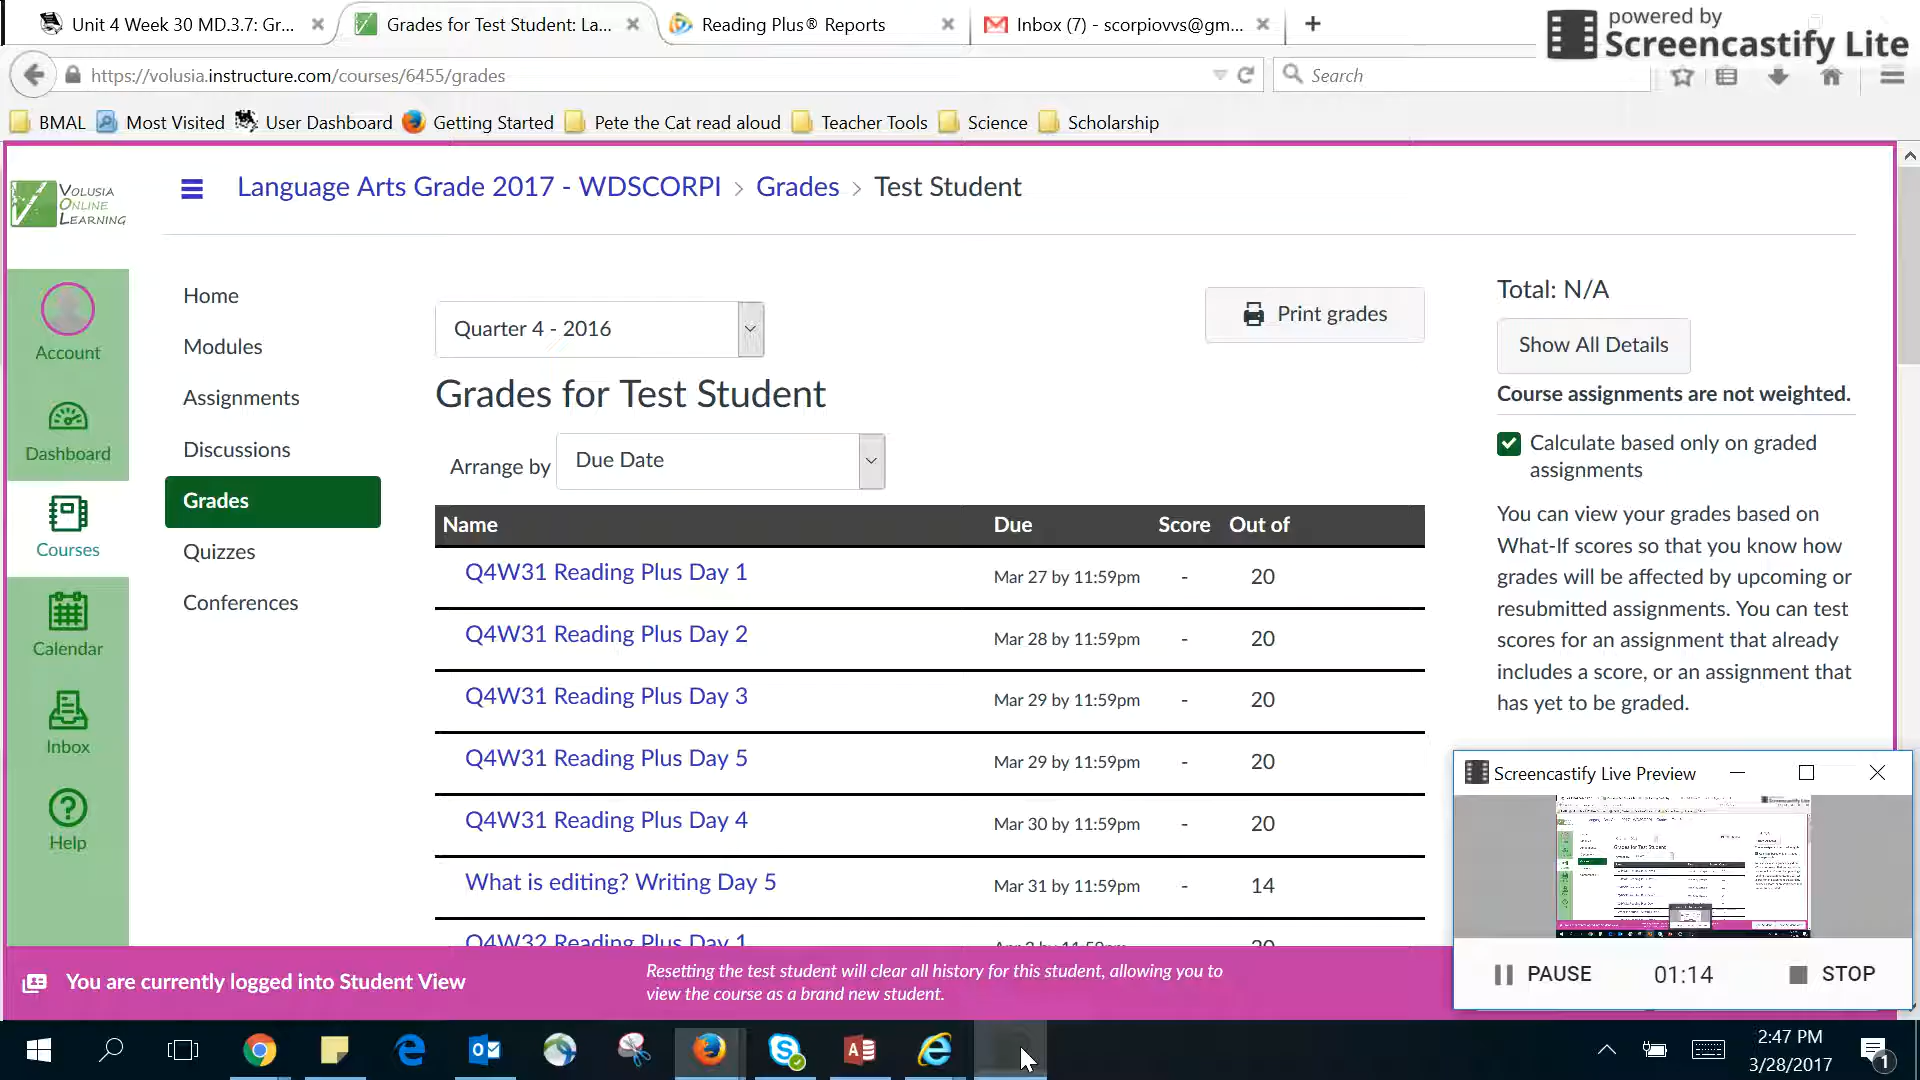 Unit 4 Week 30 MD.3.7: Gr...
Grades for Test Student: La...
Reading Plus® Reports
Inbox (7) - scorpiovvs@gm...
powered by
Screencastify Lite
https://volusia.instructure.com/courses/6455/grades
Search
BMAL
Most Visited
User Dashboard
Getting Started
Pete the Cat read aloud
Teacher Tools
Science
Scholarship
VOLUSIA
ONLINE
LEARNING
Language Arts Grade 2017 - WDSCORPI > Grades > Test Student
Account
Dashboard
Courses
Calendar
Inbox
Help
Home
Modules
Assignments
Discussions
Grades
Quizzes
Conferences
Quarter 4 - 2016
Print grades
Grades for Test Student
Arrange by Due Date
Name Due Score Out of
Q4W31 Reading Plus Day 1 Mar 27 by 11:59pm - 20
Q4W31 Reading Plus Day 2 Mar 28 by 11:59pm - 20
Q4W31 Reading Plus Day 3 Mar 29 by 11:59pm - 20
Q4W31 Reading Plus Day 5 Mar 29 by 11:59pm - 20
Q4W31 Reading Plus Day 4 Mar 30 by 11:59pm - 20
What is editing? Writing Day 5 Mar 31 by 11:59pm - 14
Q4W32 Reading Plus Day 1
Total: N/A
Show All Details
Course assignments are not weighted.
Calculate based only on graded
assignments
You can view your grades based on
What-If scores so that you know how
grades will be affected by upcoming or
resubmitted assignments. You can test
scores for an assignment that already
includes a score, or an assignment that
has yet to be graded.
Screencastify Live Preview
PAUSE 01:14 STOP
You are currently logged into Student View
Resetting the test student will clear all history for this student, allowing you to
view the course as a brand new student.
2:47 PM
3/28/2017
1